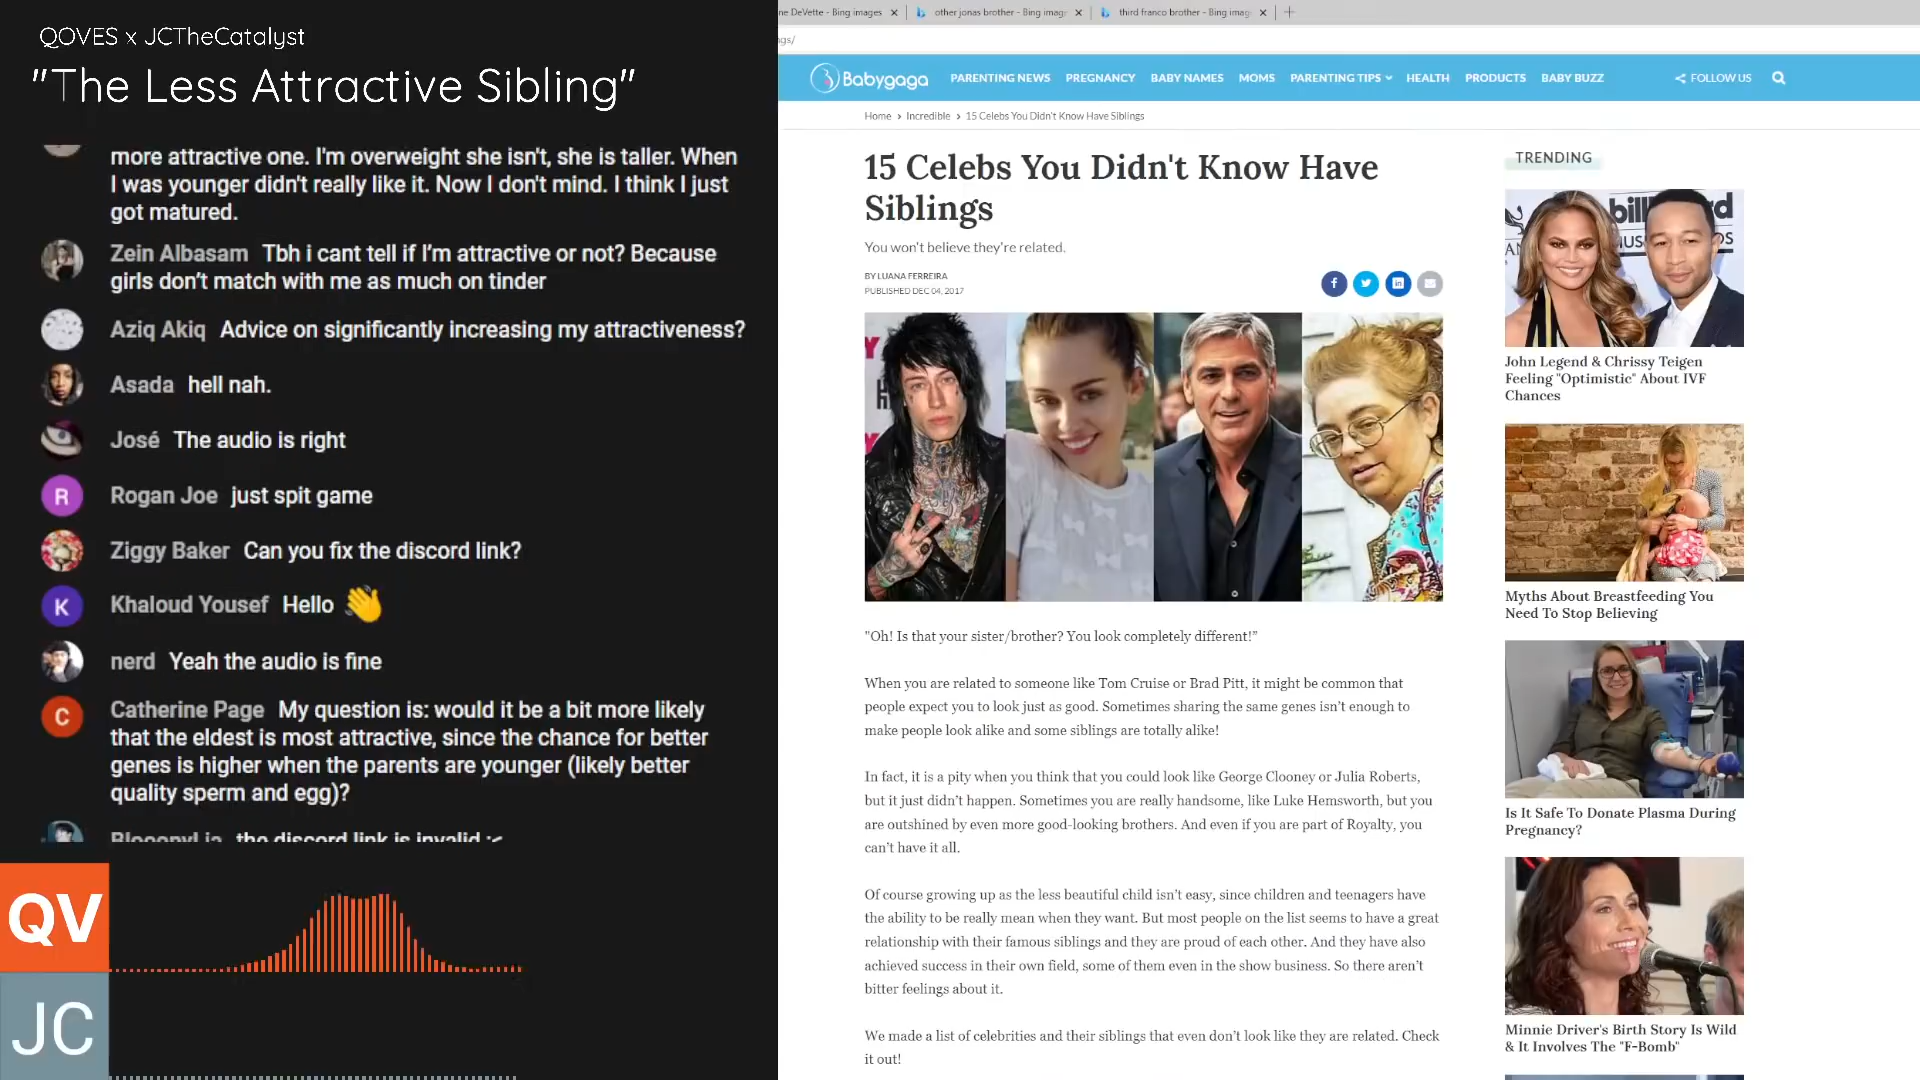 QOVES x JCTheCatalyst
"The Less Attractive Sibling"
more attractive one. I'm overweight she isn't, she is taller. When
I was younger didn't really like it. Now I don't mind. I think I just
got matured.
Zein Albasam Tbh i cant tell if I'm attractive or not? Because
girls don't match with me as much on tinder
Aziq Akiq Advice on significantly increasing my attractiveness?
Asada hell nah.
José The audio is right
R Rogan Joe just spit game
Ziggy Baker Can you fix the discord link?
K Khaloud Yousef Hello 👋
nerd Yeah the audio is fine
C Catherine Page My question is: would it be a bit more likely
that the eldest is most attractive, since the chance for better
genes is higher when the parents are younger (likely better
quality sperm and egg)?
the discord link is invalid :<
QV
JC
ne DeVette - Bing images
other jonas brother - Bing imag
third franco brother - Bing imag
gs/
Babygaga PARENTING NEWS PREGNANCY BABY NAMES MOMS PARENTING TIPS HEALTH PRODUCTS BABY BUZZ FOLLOW US
Home > Incredible > 15 Celebs You Didn't Know Have Siblings
15 Celebs You Didn't Know Have
Siblings
You won't believe they're related.
BY LUANA FERREIRA
PUBLISHED DEC 04, 2017
"Oh! Is that your sister/brother? You look completely different!"
When you are related to someone like Tom Cruise or Brad Pitt, it might be common that
people expect you to look just as good. Sometimes sharing the same genes isn't enough to
make people look alike and some siblings are totally alike!
In fact, it is a pity when you think that you could look like George Clooney or Julia Roberts,
but it just didn't happen. Sometimes you are really handsome, like Luke Hemsworth, but you
are outshined by even more good-looking brothers. And even if you are part of Royalty, you
can't have it all.
Of course growing up as the less beautiful child isn't easy, since children and teenagers have
the ability to be really mean when they want. But most people on the list seems to have a great
relationship with their famous siblings and they are proud of each other. And they have also
achieved success in their own field, some of them even in the show business. So there aren't
bitter feelings about it.
We made a list of celebrities and their siblings that even don't look like they are related. Check
it out!
TRENDING
John Legend & Chrissy Teigen
Feeling "Optimistic" About IVF
Chances
Myths About Breastfeeding You
Need To Stop Believing
Is It Safe To Donate Plasma During
Pregnancy?
Minnie Driver's Birth Story Is Wild
& It Involves The "F-Bomb"